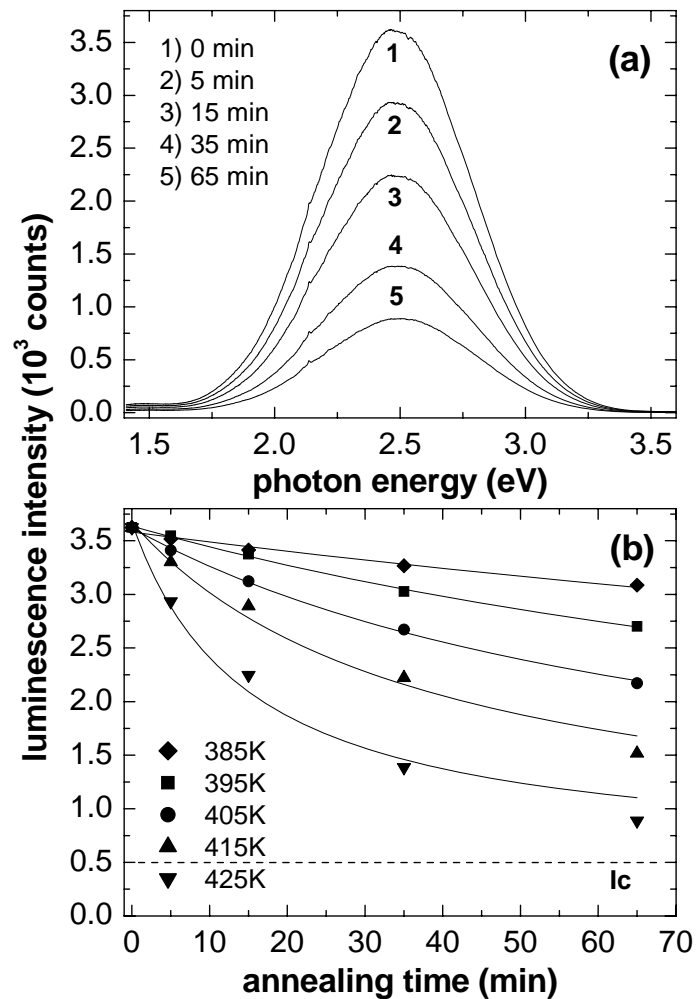 luminescence intensity (10³ counts)
3.5
3.0
2.5
2.0
1.5
1.0
0.5
0.0
1) 0 min
2) 5 min
3) 15 min
4) 35 min
5) 65 min
(a)
1
2
3
4
5
1.5 2.0 2.5 3.0 3.5
photon energy (eV)
3.5
3.0
2.5
2.0
1.5
1.0
0.5
0.0
(b)
385K
395K
405K
415K
425K
Ic
0 10 20 30 40 50 60 70
annealing time (min)